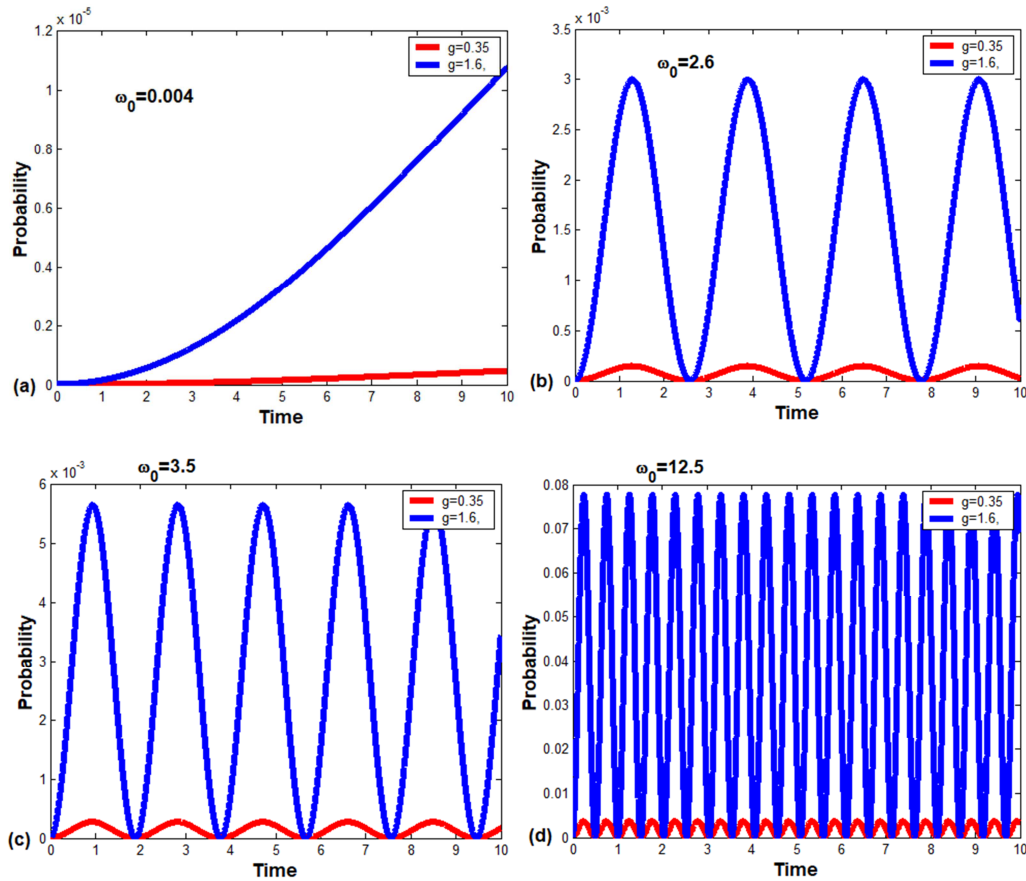 x 10-5
1.2
1
0.8
0.6
0.4
0.2
0
0 1 2 3 4 5 6 7 8 9 10
Probability
Time
ω0=0.004
g=0.35
g=1.6,
(a)
x 10-3
3.5
3
2.5
2
1.5
1
0.5
0
0 1 2 3 4 5 6 7 8 9 10
Probability
Time
ω0=2.6
g=0.35
g=1.6,
(b)
x 10-3
6
5
4
3
2
1
0
0 1 2 3 4 5 6 7 8 9 10
Probability
Time
ω0=3.5
g=0.35
g=1.6,
(c)
0.08
0.07
0.06
0.05
0.04
0.03
0.02
0.01
0
0 1 2 3 4 5 6 7 8 9 10
Probability
Time
ω0=12.5
g=0.35
g=1.6,
(d)